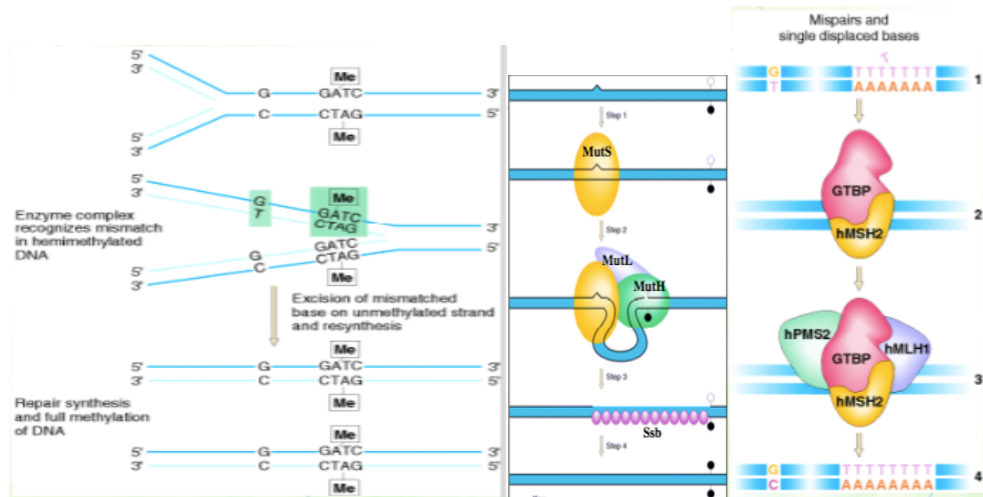 5'
3'
Me
G GATC 3'
C CTAG 5'
Me
5'
3'
5'
3'
Me
G GATC
T CTAG
3'
5'
Enzyme complex
recognizes mismatch
in hemimethylated
DNA
GATC
G CTAG
C
3'
5'
Me
5'
3'
Excision of mismatched
base on unmethylated strand
and resynthesis
Me
5' G GATC 3'
3' C CTAG 5'
Me
Repair synthesis
and full methylation
of DNA
Me
5' G GATC 3'
3' C CTAG 5'
Me
Step 1
MutS
Step 2
MutL
MutH
Step 3
Ssb
Step 4
Mispairs and
single displaced bases
T
G TTTTTTT
T AAAAAAA
1
GTBP
hMSH2
2
hPMS2
GTBP
hMLH1
hMSH2
3
G TTTTTTTT
C AAAAAAAA
4